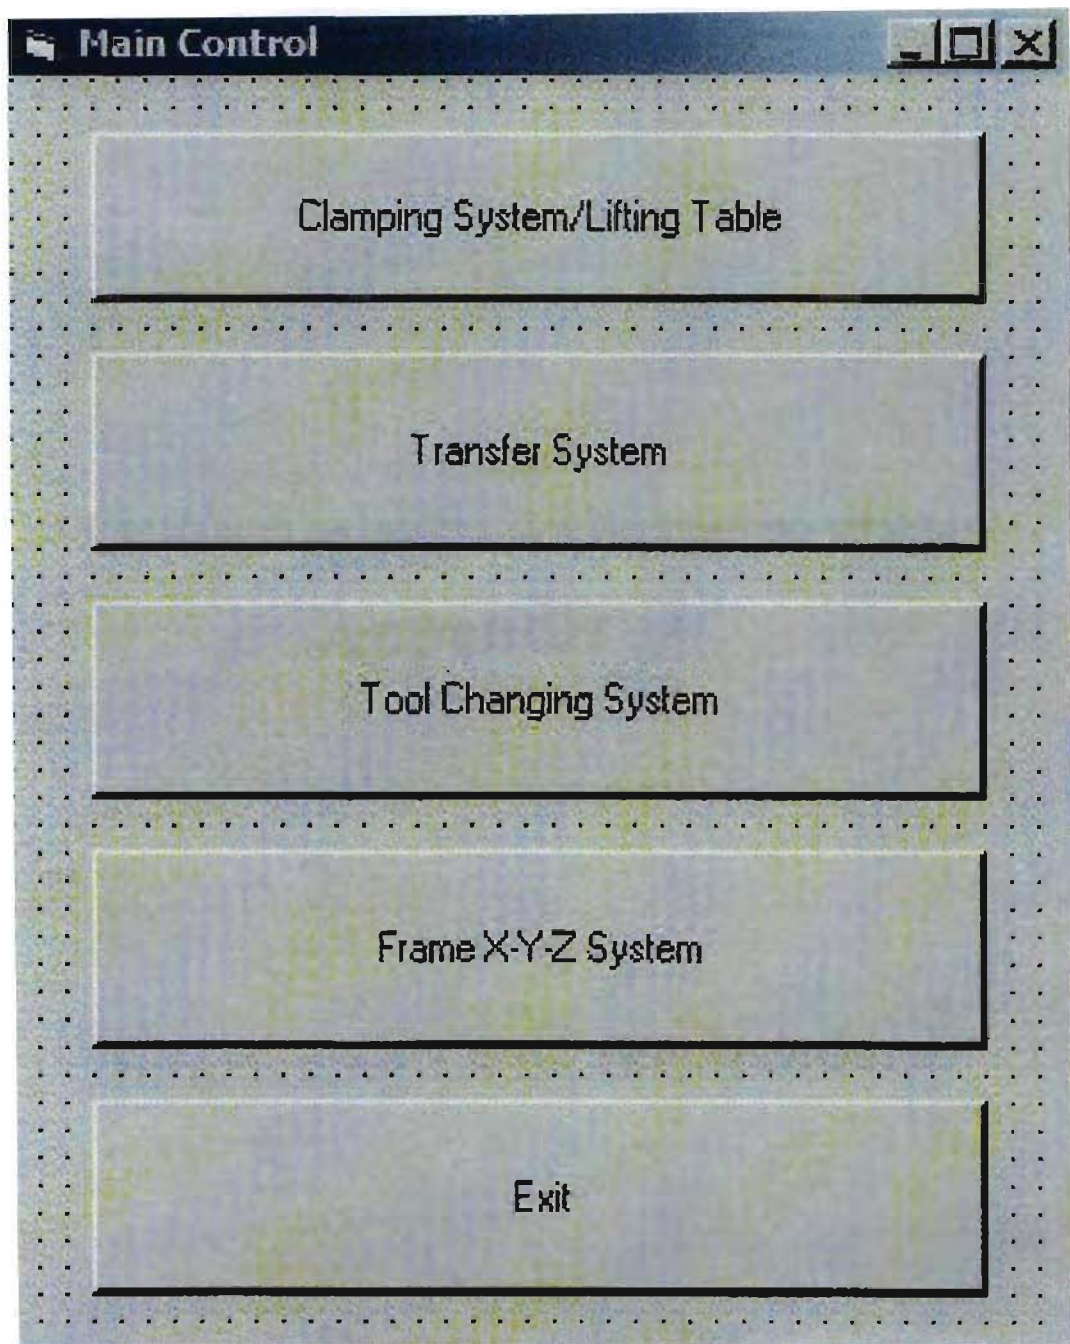 Main Control
Clamping System/Lifting Table
Transfer System
Tool Changing System
Frame X-Y-Z System
Exit